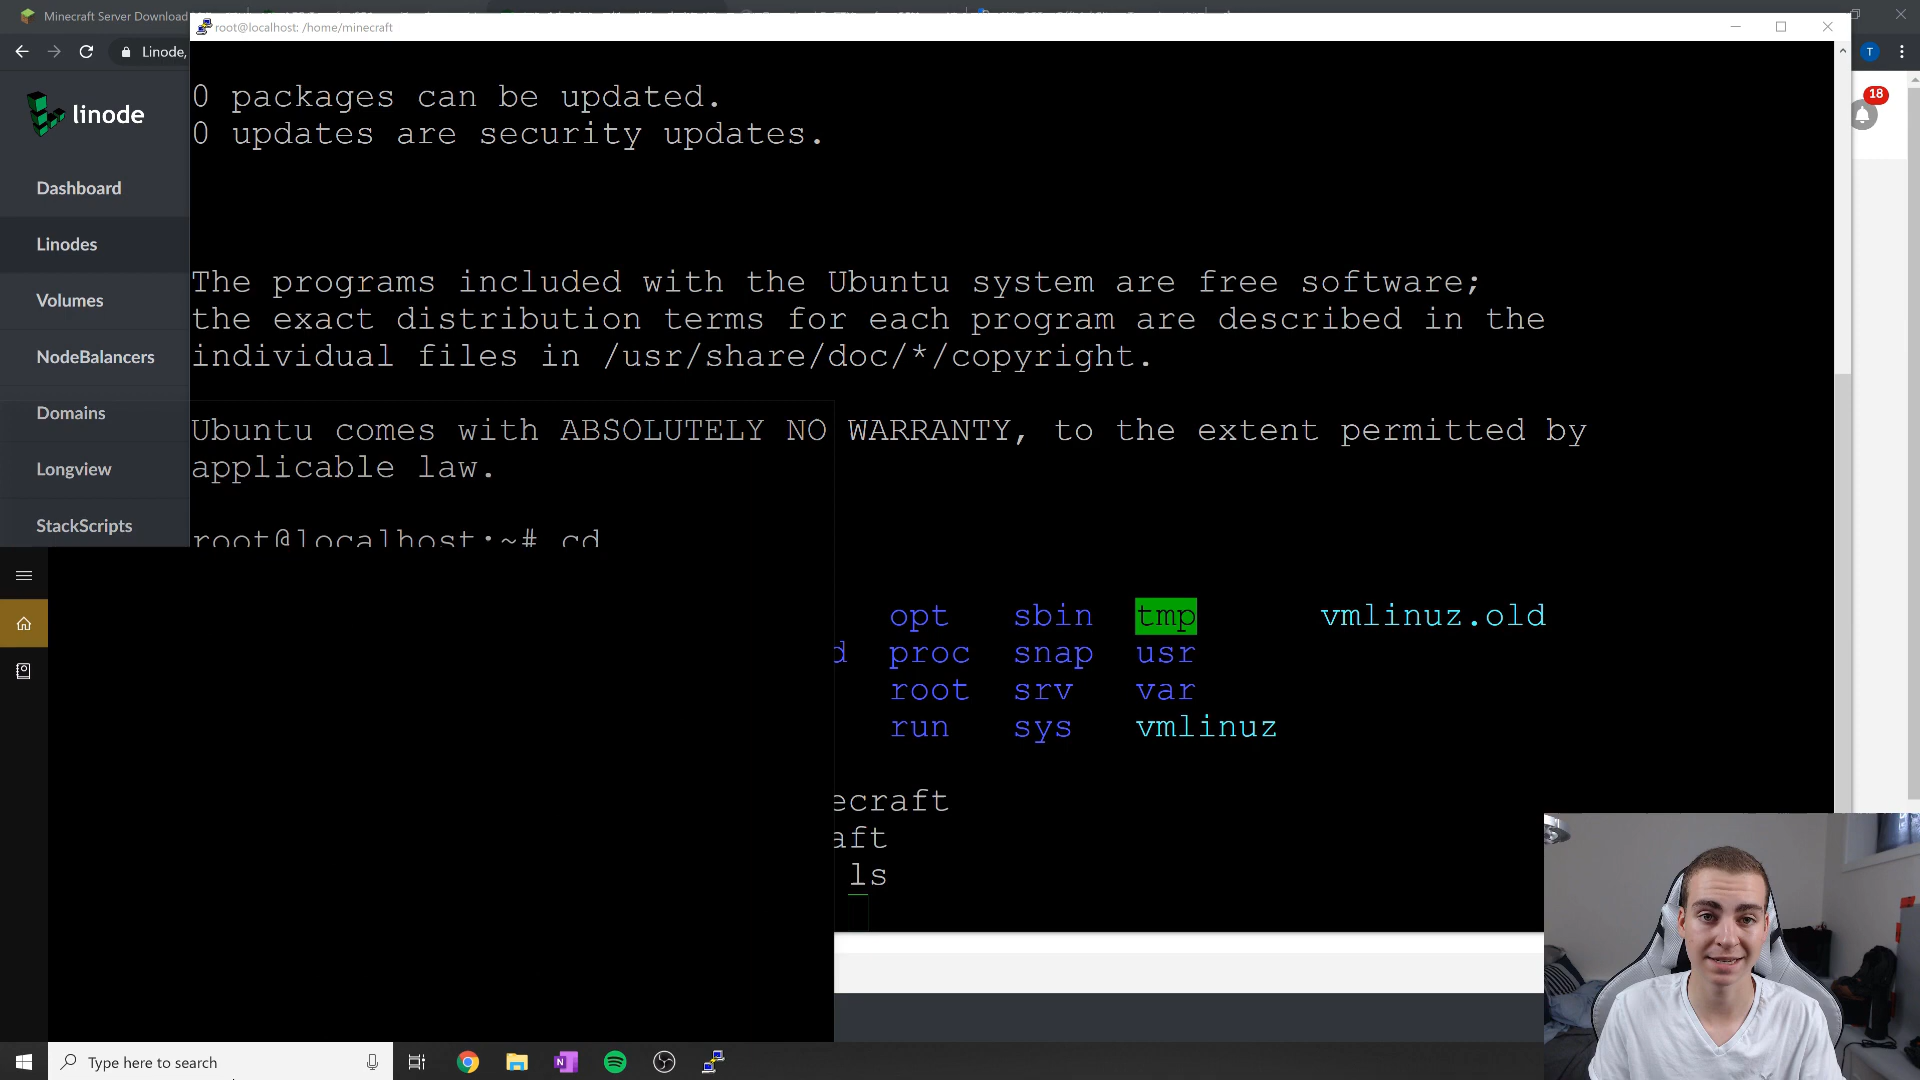 Minecraft Server Download
root@localhost: /home/minecraft
Linode,
T
18
linode
Dashboard
Linodes
Volumes
NodeBalancers
Domains
Longview
StackScripts
0 packages can be updated.
0 updates are security updates.
The programs included with the Ubuntu system are free software;
the exact distribution terms for each program are described in the
individual files in /usr/share/doc/*/copyright.
Ubuntu comes with ABSOLUTELY NO WARRANTY, to the extent permitted by
applicable law.
root@localhost:~# cd
opt sbin tmp vmlinuz.old
d proc snap usr
root srv var
run sys vmlinuz
ecraft
aft
ls
Type here to search